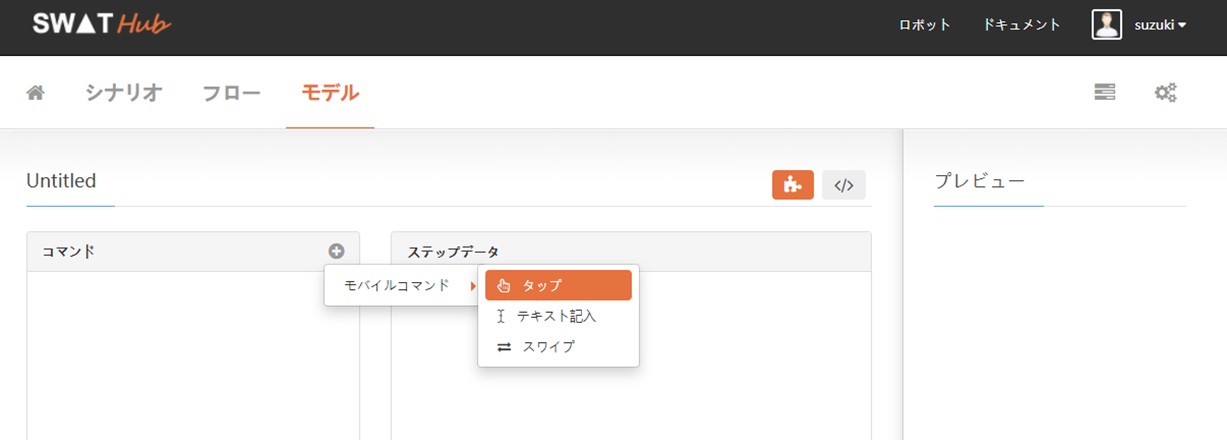 SWAT Hub ロボット ドキュメント suzuki
シナリオ フロー モデル
Untitled </> プレビュー
コマンド ステップデータ
モバイルコマンド タップ
テキスト記入
スワイプ